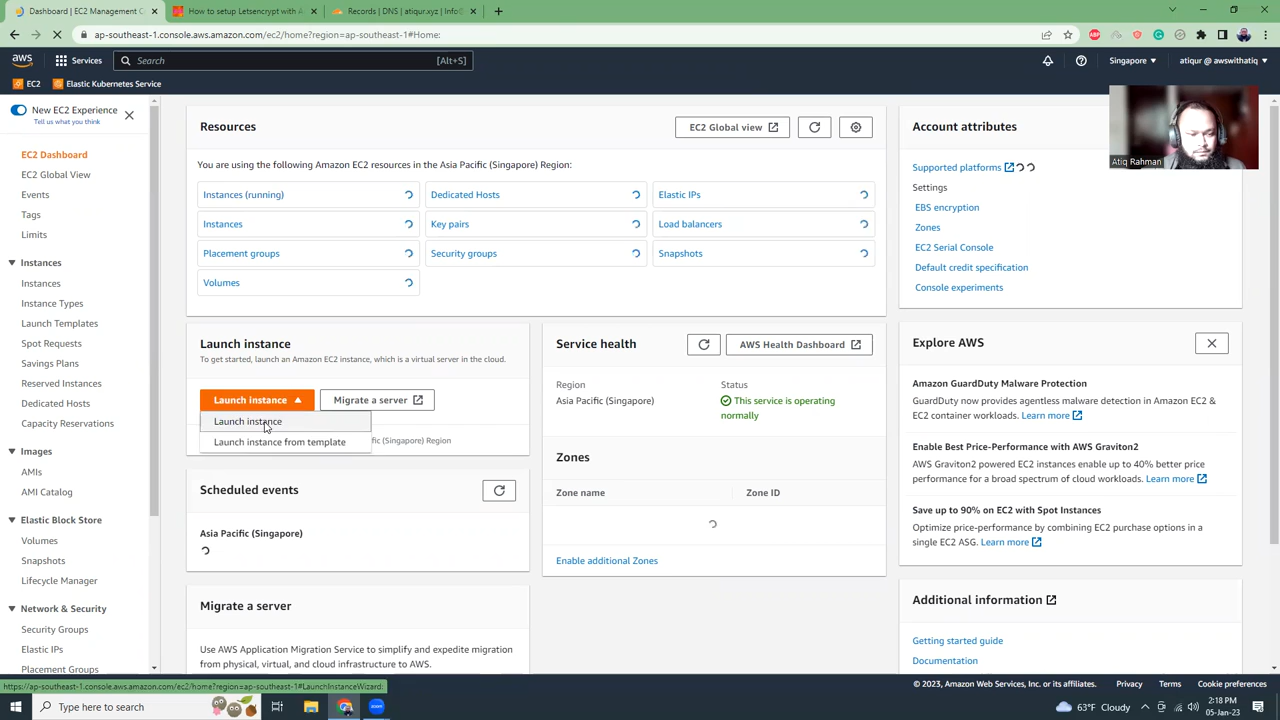 Dashboard | EC2 Management C
How to setup Letsencrypt with A
Records | DNS | atiqur.xyz | Info@
ap-southeast-1.console.aws.amazon.com/ec2/home?region=ap-southeast-1#Home:
aws
Services
Search
[Alt+S]
Singapore
atiqur @ awswithatiq
EC2
Elastic Kubernetes Service
New EC2 Experience
Tell us what you think
EC2 Dashboard
EC2 Global View
Events
Tags
Limits
Instances
Instances
Instance Types
Launch Templates
Spot Requests
Savings Plans
Reserved Instances
Dedicated Hosts
Capacity Reservations
Images
AMIs
AMI Catalog
Elastic Block Store
Volumes
Snapshots
Lifecycle Manager
Network & Security
Security Groups
Elastic IPs
Placement Groups
Resources
EC2 Global view
You are using the following Amazon EC2 resources in the Asia Pacific (Singapore) Region:
Instances (running)
Dedicated Hosts
Elastic IPs
Instances
Key pairs
Load balancers
Placement groups
Security groups
Snapshots
Volumes
Launch instance
To get started, launch an Amazon EC2 instance, which is a virtual server in the cloud.
Launch instance
Migrate a server
Launch instance
Launch instance from template
fic (Singapore) Region
Scheduled events
Asia Pacific (Singapore)
Migrate a server
Use AWS Application Migration Service to simplify and expedite migration
from physical, virtual, and cloud infrastructure to AWS.
Service health
AWS Health Dashboard
Region
Asia Pacific (Singapore)
Status
This service is operating
normally
Zones
Zone name
Zone ID
Enable additional Zones
Account attributes
Supported platforms
Settings
EBS encryption
Zones
EC2 Serial Console
Default credit specification
Console experiments
Atiq Rahman
Explore AWS
Amazon GuardDuty Malware Protection
GuardDuty now provides agentless malware detection in Amazon EC2 &
EC2 container workloads. Learn more
Enable Best Price-Performance with AWS Graviton2
AWS Graviton2 powered EC2 instances enable up to 40% better price
performance for a broad spectrum of cloud workloads. Learn more
Save up to 90% on EC2 with Spot Instances
Optimize price-performance by combining EC2 purchase options in a
single EC2 ASG. Learn more
Additional information
Getting started guide
Documentation
https://ap-southeast-1.console.aws.amazon.com/ec2/home?region=ap-southeast-1#LaunchInstanceWizard:
© 2023, Amazon Web Services, Inc. or its affiliates.
Privacy
Terms
Cookie preferences
Type here to search
63°F Cloudy
2:18 PM
05-Jan-23